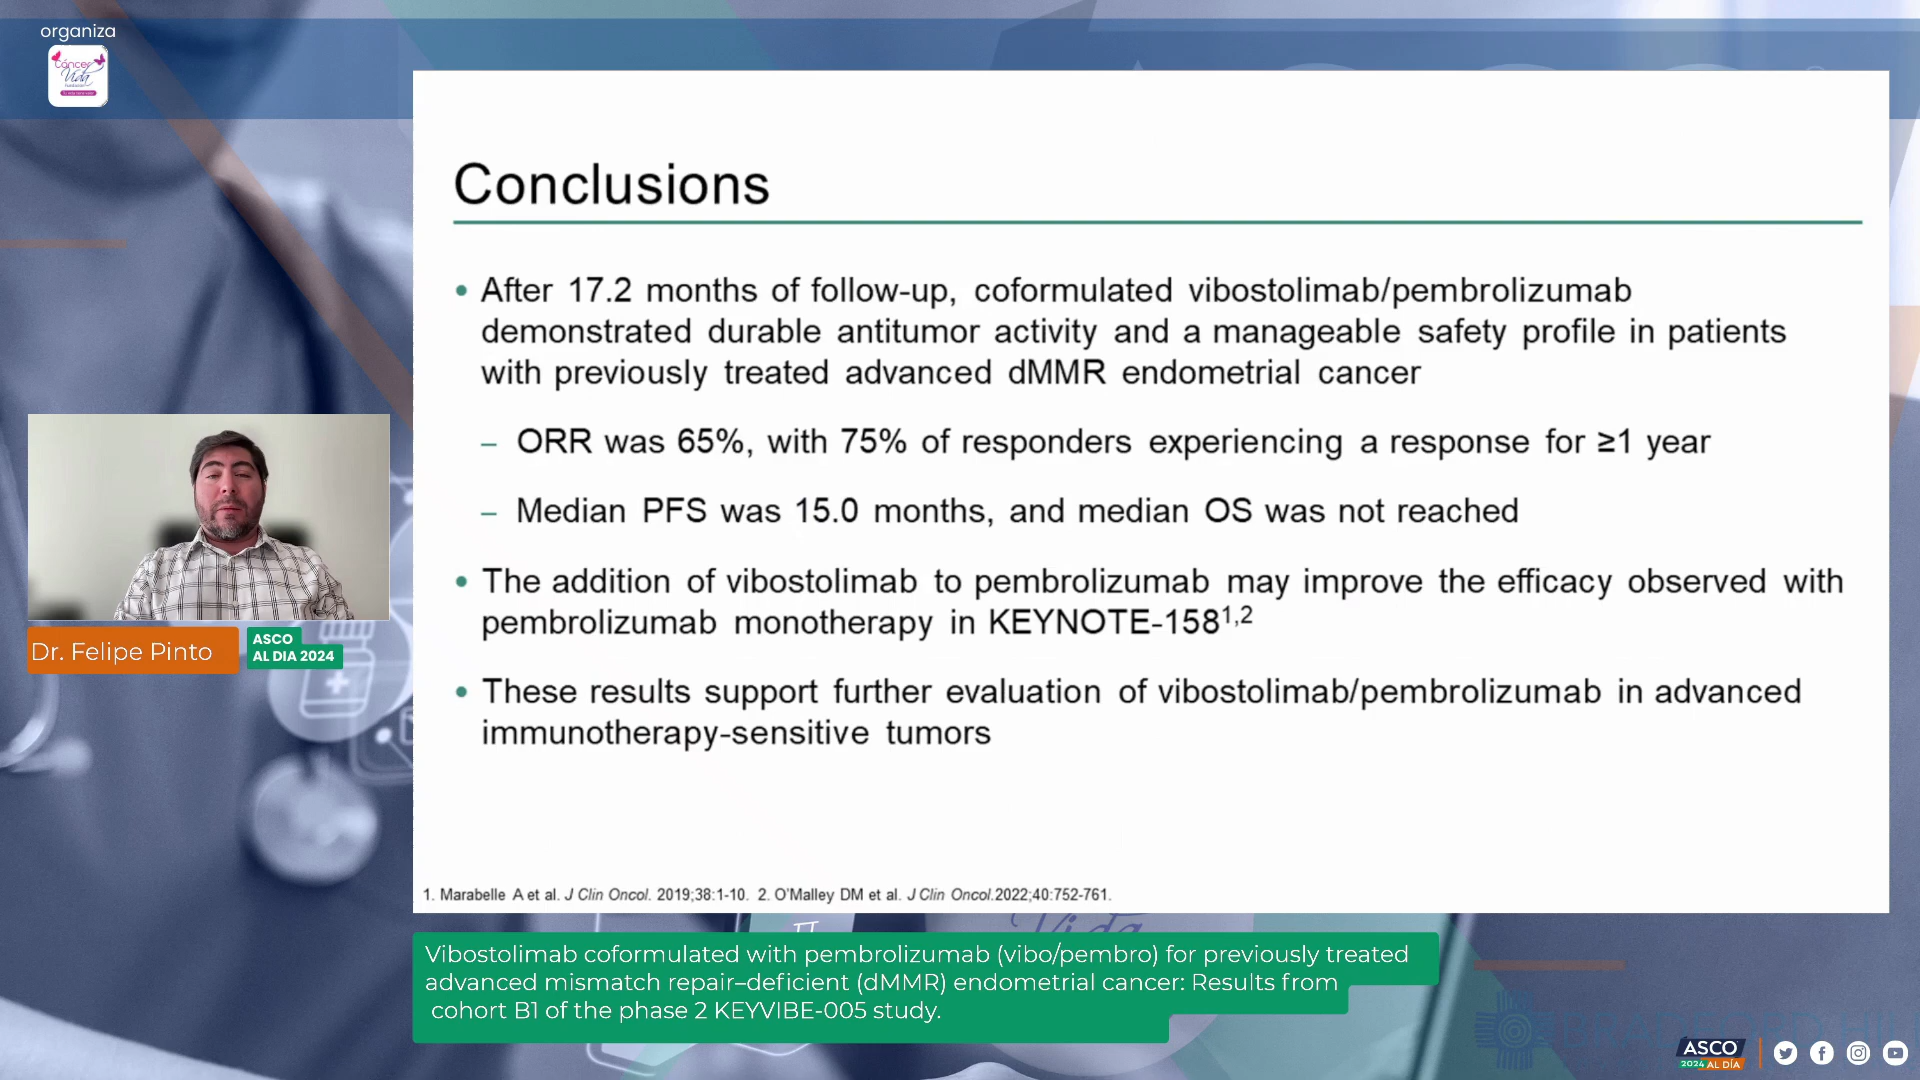 organiza
Cáncer
Vida
Conclusions
• After 17.2 months of follow-up, coformulated vibostolimab/pembrolizumab
demonstrated durable antitumor activity and a manageable safety profile in patients
with previously treated advanced dMMR endometrial cancer
– ORR was 65%, with 75% of responders experiencing a response for ≥1 year
– Median PFS was 15.0 months, and median OS was not reached
• The addition of vibostolimab to pembrolizumab may improve the efficacy observed with
pembrolizumab monotherapy in KEYNOTE-158¹,²
• These results support further evaluation of vibostolimab/pembrolizumab in advanced
immunotherapy-sensitive tumors
1. Marabelle A et al. J Clin Oncol. 2019;38:1-10. 2. O'Malley DM et al. J Clin Oncol.2022;40:752-761.
Dr. Felipe Pinto
ASCO
AL DIA 2024
Vida
Vibostolimab coformulated with pembrolizumab (vibo/pembro) for previously treated
advanced mismatch repair–deficient (dMMR) endometrial cancer: Results from
cohort B1 of the phase 2 KEYVIBE-005 study.
BRADFORD HILL
ASCO
2024 AL DÍA